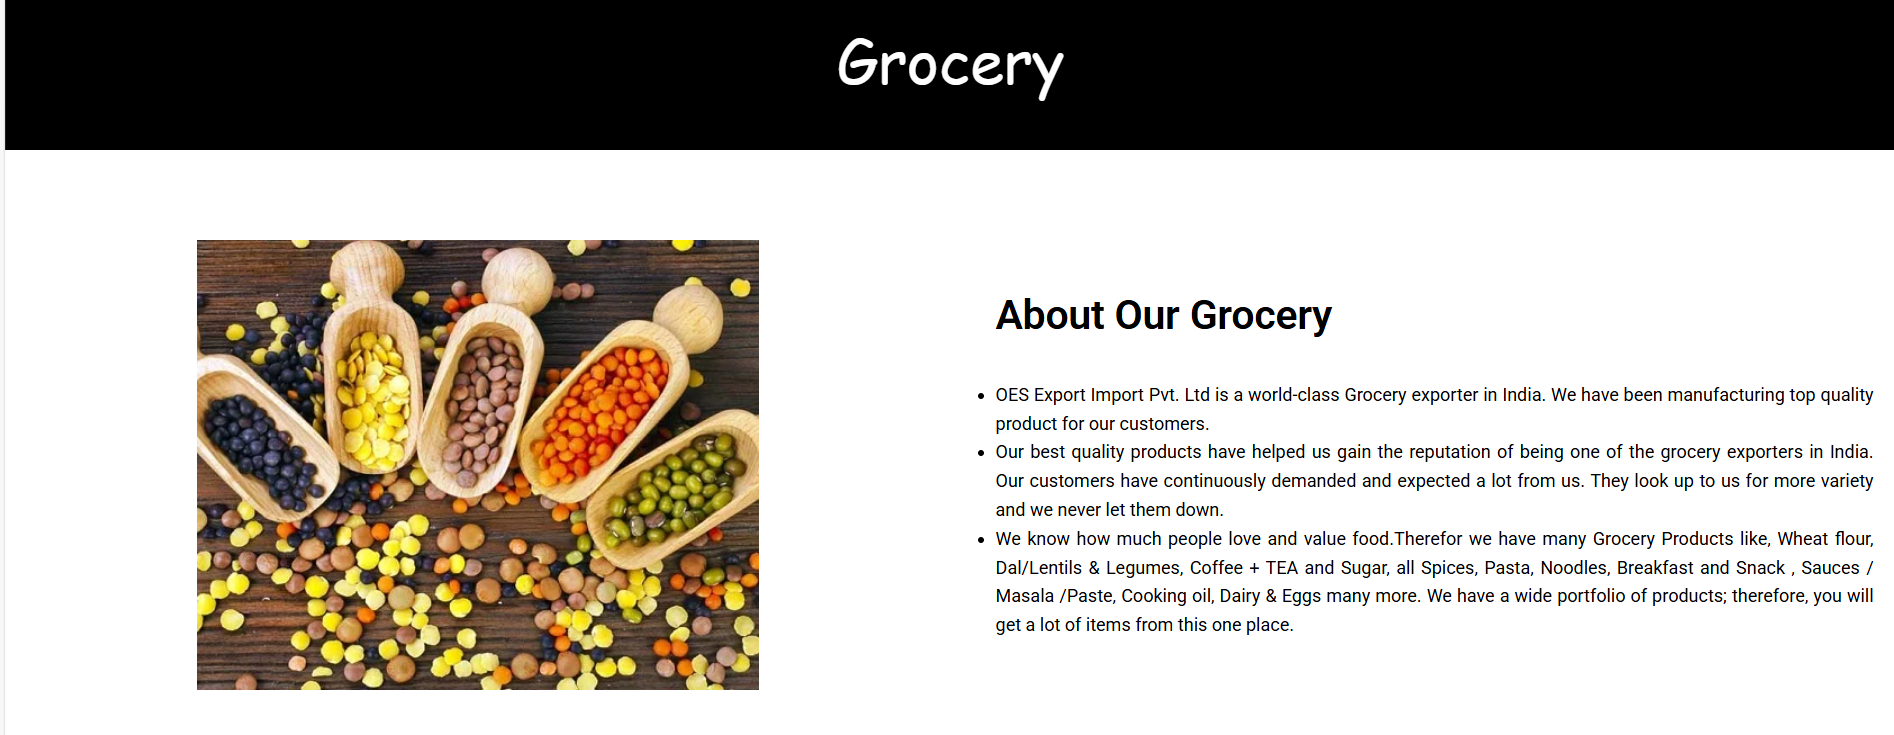 Grocery
About Our Grocery
OES Export Import Pvt. Ltd is a world-class Grocery exporter in India. We have been manufacturing top quality
product for our customers.
Our best quality products have helped us gain the reputation of being one of the grocery exporters in India.
Our customers have continuously demanded and expected a lot from us. They look up to us for more variety
and we never let them down.
We know how much people love and value food.Therefor we have many Grocery Products like, Wheat flour,
Dal/Lentils & Legumes, Coffee + TEA and Sugar, all Spices, Pasta, Noodles, Breakfast and Snack , Sauces /
Masala /Paste, Cooking oil, Dairy & Eggs many more. We have a wide portfolio of products; therefore, you will
get a lot of items from this one place.